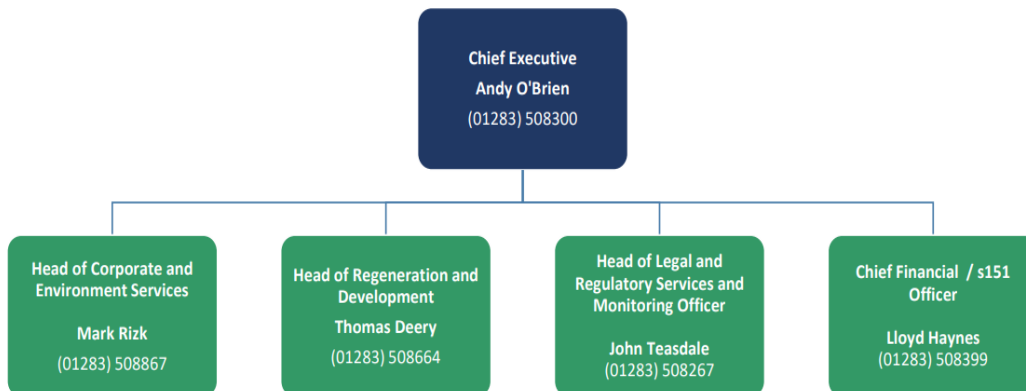 Chief Executive
Andy O'Brien
(01283) 508300
Head of Corporate and
Environment Services
Mark Rizk
(01283) 508867
Head of Regeneration and
Development
Thomas Deery
(01283) 508664
Head of Legal and
Regulatory Services and
Monitoring Officer
John Teasdale
(01283) 508267
Chief Financial / s151
Officer
Lloyd Haynes
(01283) 508399